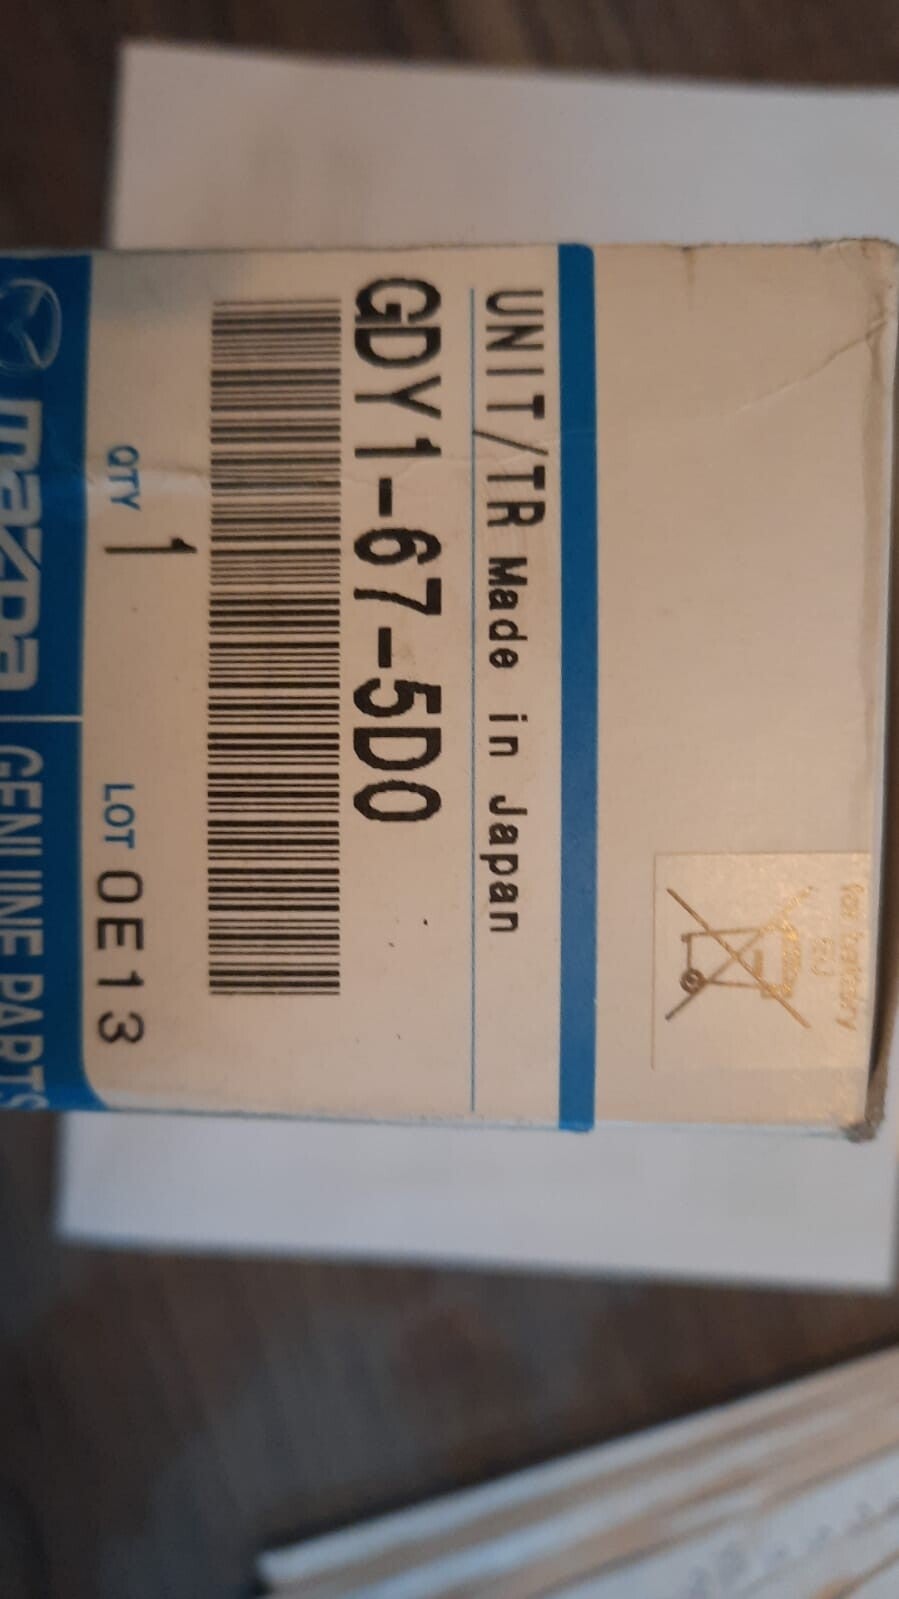 for battery
EU
UNIT/TR Made in Japan
GDY1-67-5D0
QTY 1 LOT 0E13
mazda GENUINE PARTS